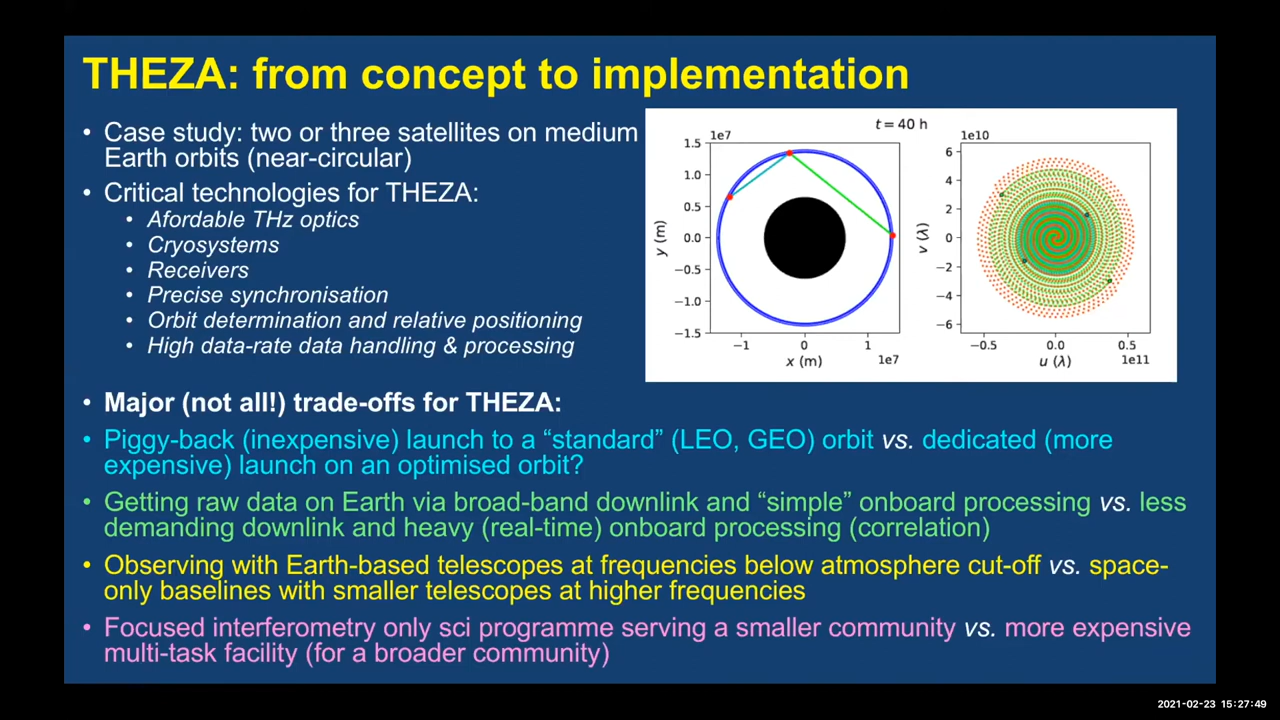 THEZA: from concept to implementation
• Case study: two or three satellites on medium
Earth orbits (near-circular)
• Critical technologies for THEZA:
• Afordable THz optics
• Cryosystems
• Receivers
• Precise synchronisation
• Orbit determination and relative positioning
• High data-rate data handling & processing
t = 40 h
1e7
1.5
1.0
0.5
0.0
−0.5
−1.0
−1.5
y (m)
−1 0 1
1e7
x (m)
1e10
6
4
2
0
−2
−4
−6
v (λ)
−0.5 0.0 0.5
1e11
u (λ)
• Major (not all!) trade-offs for THEZA:
• Piggy-back (inexpensive) launch to a “standard” (LEO, GEO) orbit vs. dedicated (more
expensive) launch on an optimised orbit?
• Getting raw data on Earth via broad-band downlink and “simple” onboard processing vs. less
demanding downlink and heavy (real-time) onboard processing (correlation)
• Observing with Earth-based telescopes at frequencies below atmosphere cut-off vs. space-
only baselines with smaller telescopes at higher frequencies
• Focused interferometry only sci programme serving a smaller community vs. more expensive
multi-task facility (for a broader community)
2021-02-23 15:27:49